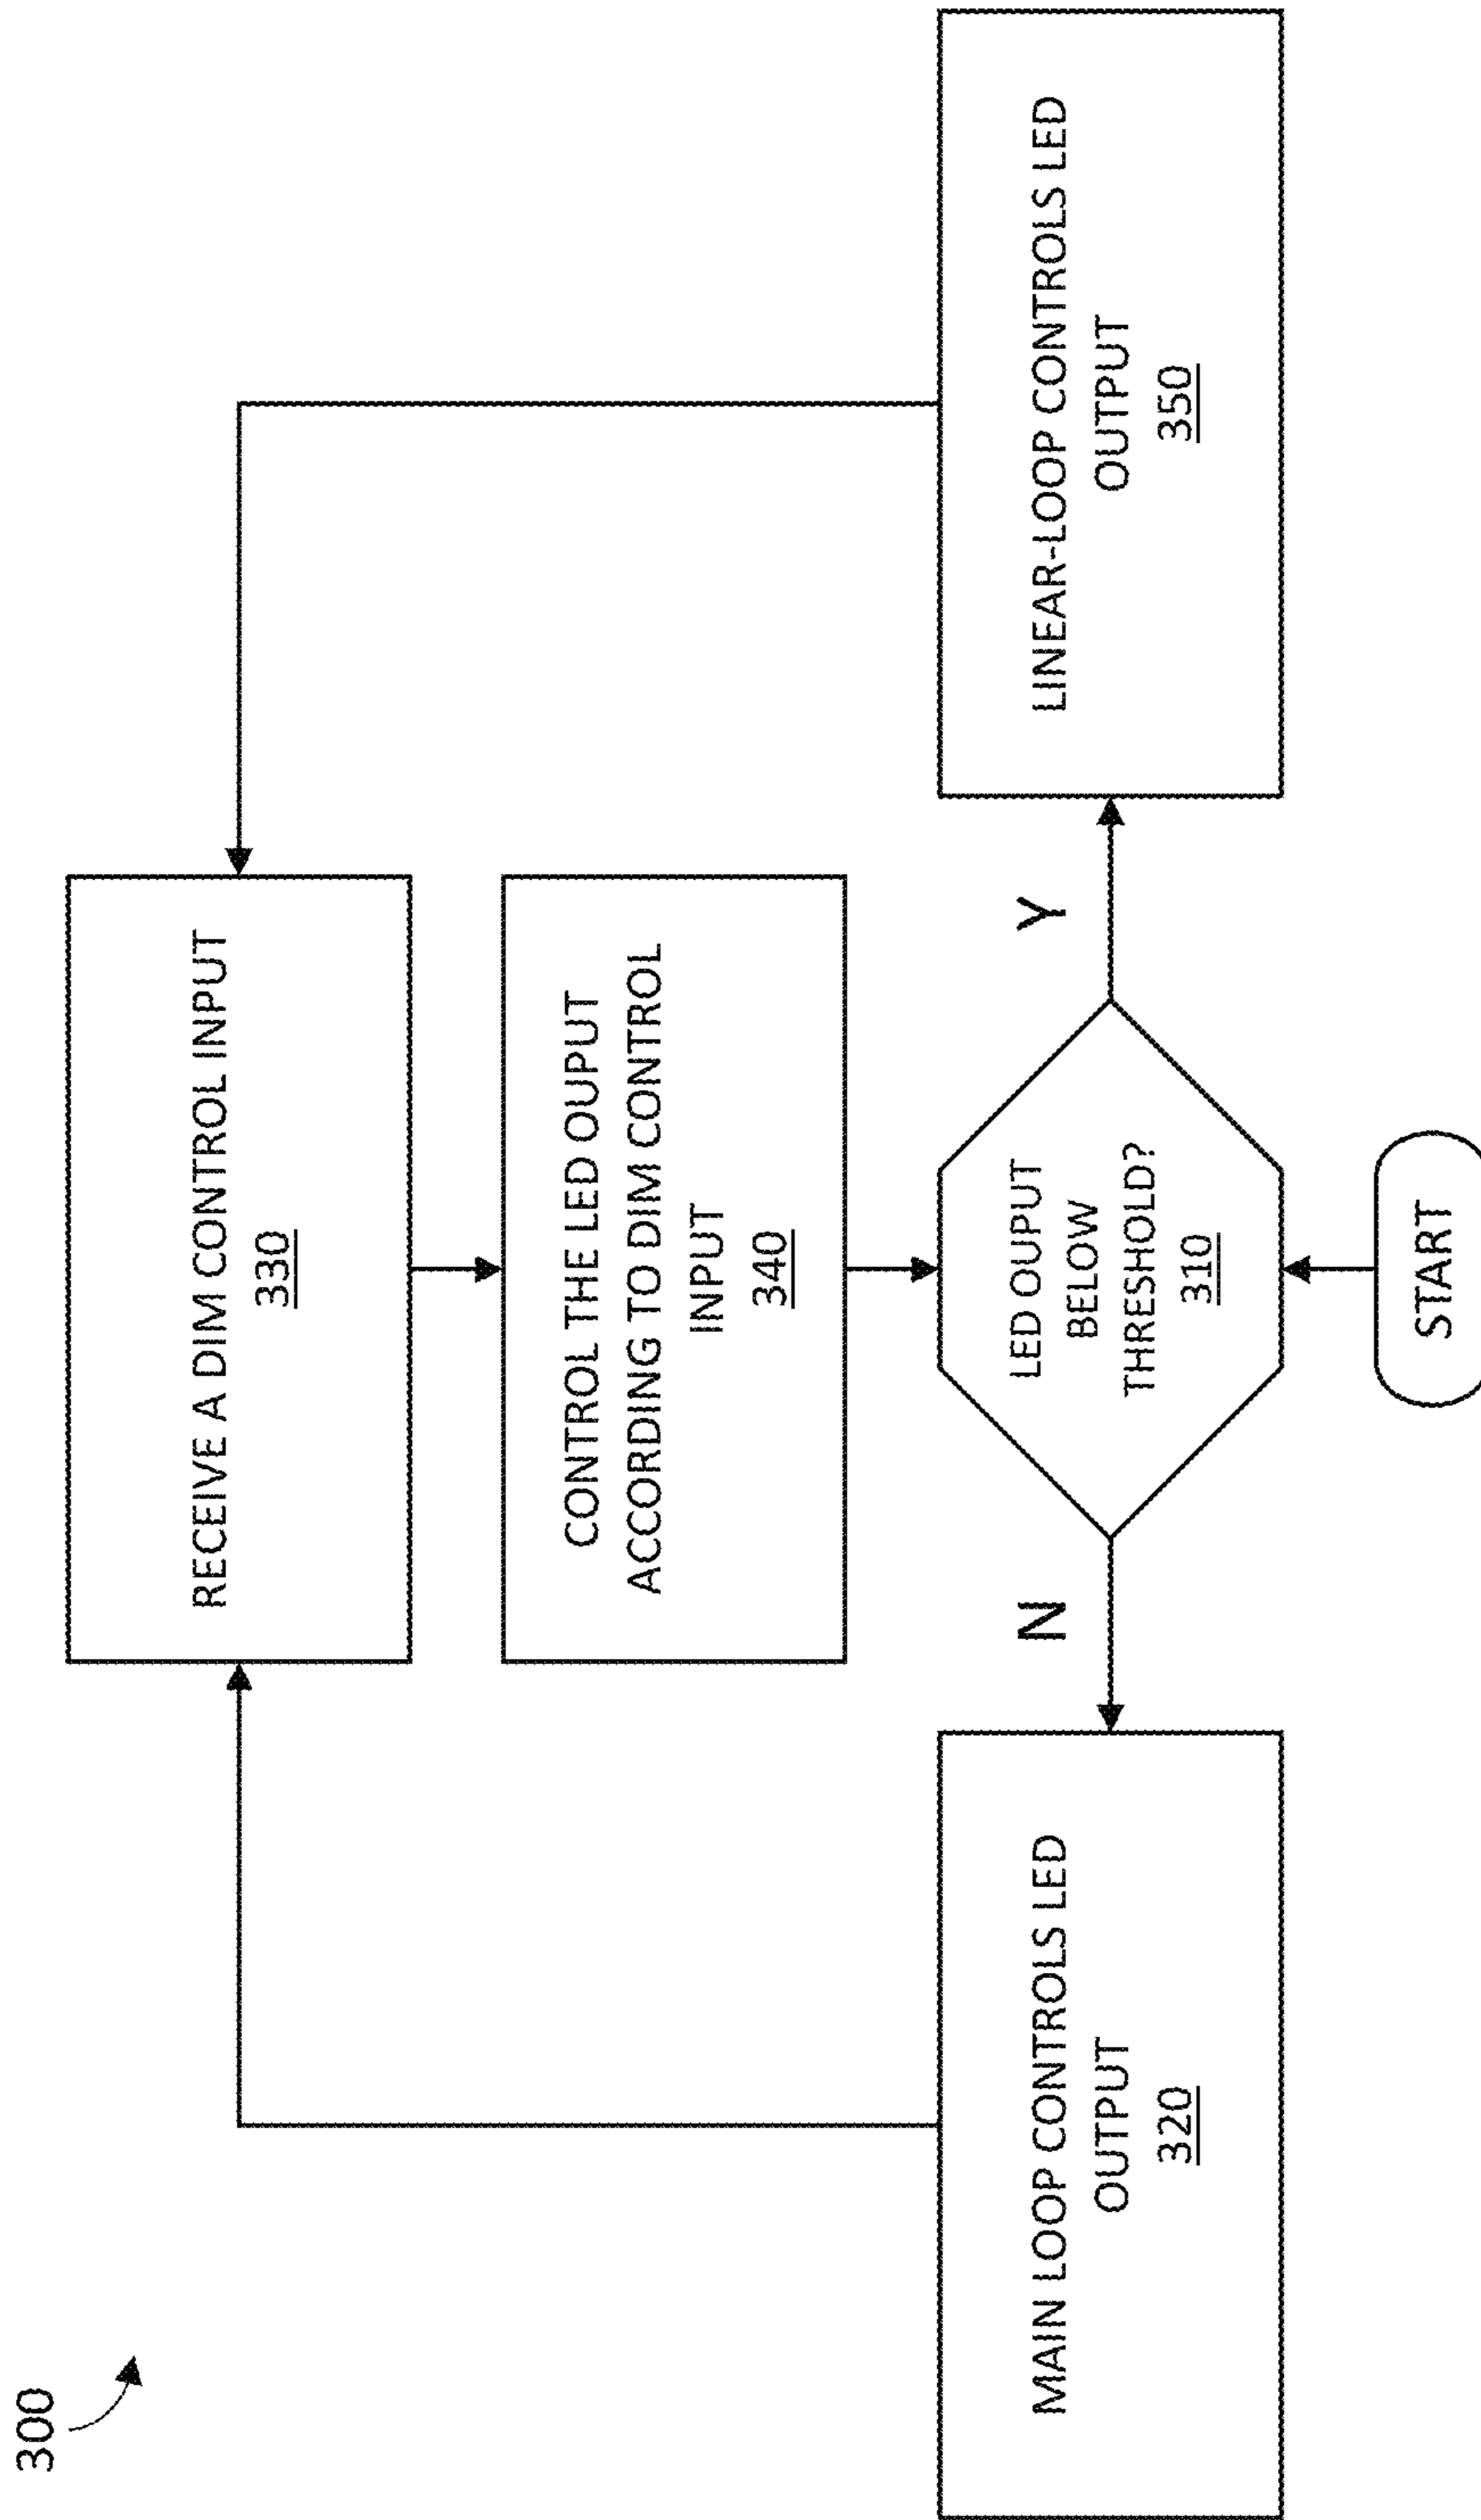 300
RECEIVE A DIM CONTROL INPUT
330
CONTROL THE LED OUPUT
ACCORDING TO DIM CONTROL
INPUT
340
N
LED OUPUT
BELOW
THRESHOLD?
310
Y
MAIN LOOP CONTROLS LED
OUTPUT
320
LINEAR-LOOP CONTROLS LED
OUTPUT
350
START